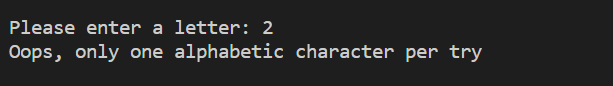 Please enter a letter: 2
Oops, only one alphabetic character per try